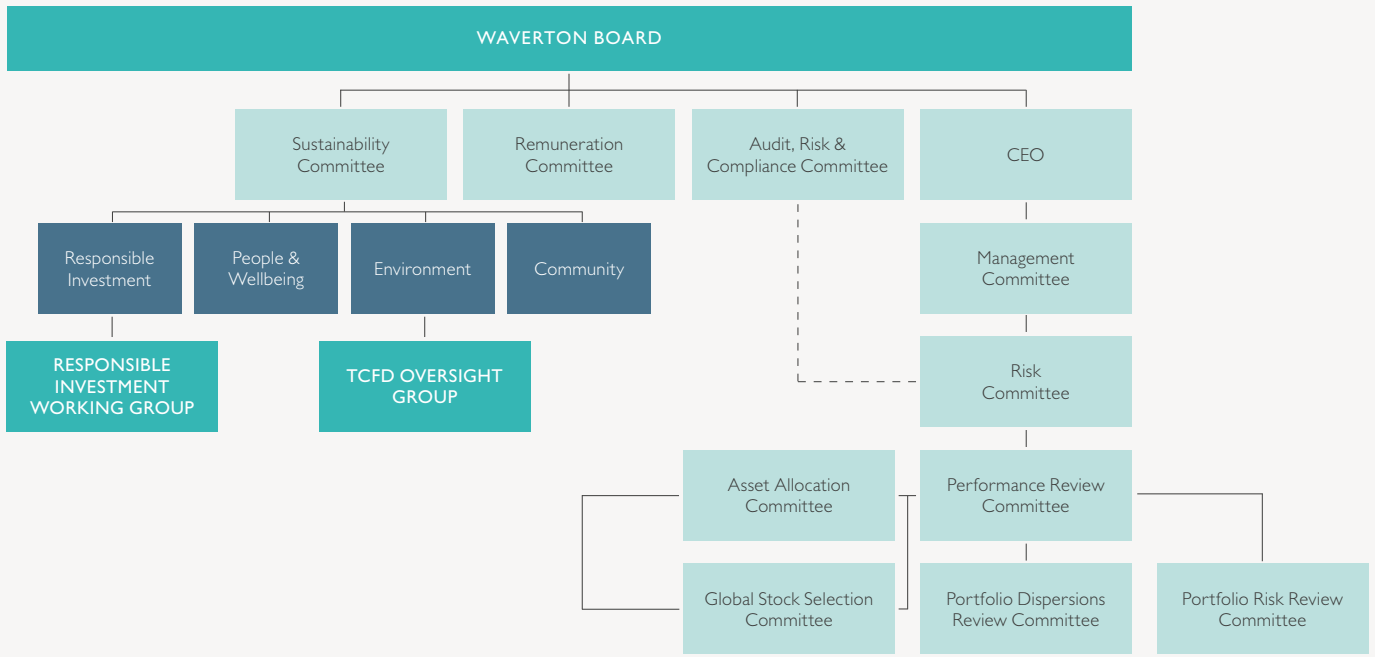 WAVERTON BOARD
Sustainability
Committee
Remuneration
Committee
Audit, Risk &
Compliance Committee
CEO
Responsible
Investment
People &
Wellbeing
Environment
Community
Management
Committee
RESPONSIBLE
INVESTMENT
WORKING GROUP
TCFD OVERSIGHT
GROUP
Risk
Committee
Asset Allocation
Committee
Performance Review
Committee
Global Stock Selection
Committee
Portfolio Dispersions
Review Committee
Portfolio Risk Review
Committee